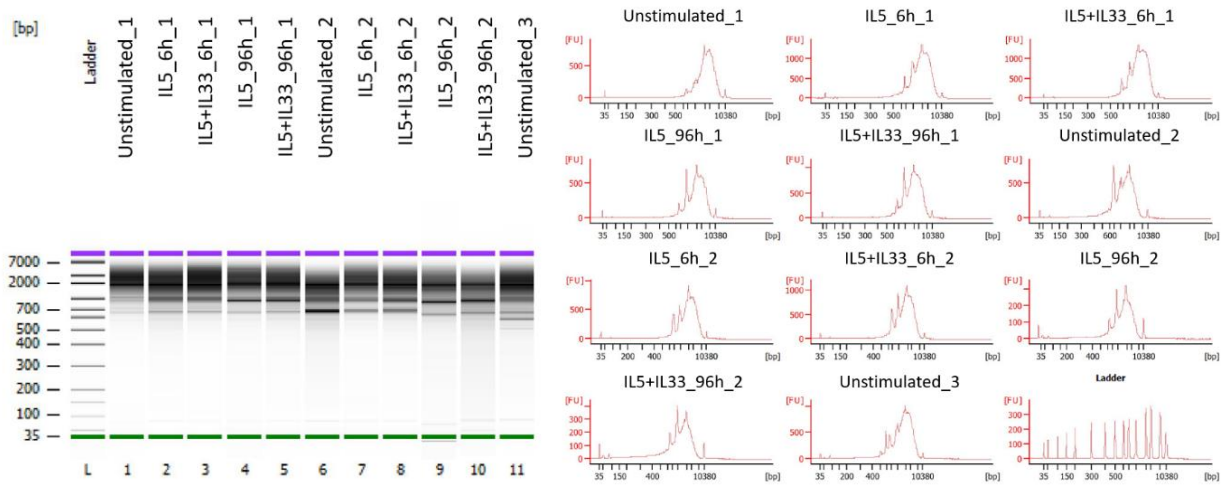 [bp]
Ladder
Unstimulated_1
IL5_6h_1
IL5+IL33_6h_1
IL5_96h_1
IL5+IL33_96h_1
Unstimulated_2
IL5_6h_2
IL5+IL33_6h_2
IL5_96h_2
IL5+IL33_96h_2
Unstimulated_3
7000
2000
700
500
400
300
200
100
35
L 1 2 3 4 5 6 7 8 9 10 11
Unstimulated_1
[FU]
500
0
35 150 300 500 10380 [bp]
IL5_6h_1
[FU]
1000
500
0
35 150 300 500 10380 [bp]
IL5+IL33_6h_1
[FU]
1000
500
0
35 150 300 500 10380 [bp]
IL5_96h_1
[FU]
500
0
35 150 300 500 10380 [bp]
IL5+IL33_96h_1
[FU]
1000
500
0
35 150 300 500 10380 [bp]
Unstimulated_2
[FU]
500
0
35 150 300 600 10380 [bp]
IL5_6h_2
[FU]
500
0
35 200 400 10380 [bp]
IL5+IL33_6h_2
[FU]
1000
500
0
35 150 400 10380 [bp]
IL5_96h_2
[FU]
300
200
100
0
35 200 400 10380 [bp]
IL5+IL33_96h_2
[FU]
400
300
200
100
0
35 200 400 10380 [bp]
Unstimulated_3
[FU]
1000
500
0
35 150 300 500 10380 [bp]
Ladder
[FU]
300
200
100
0
35 150 300 500 10380 [bp]